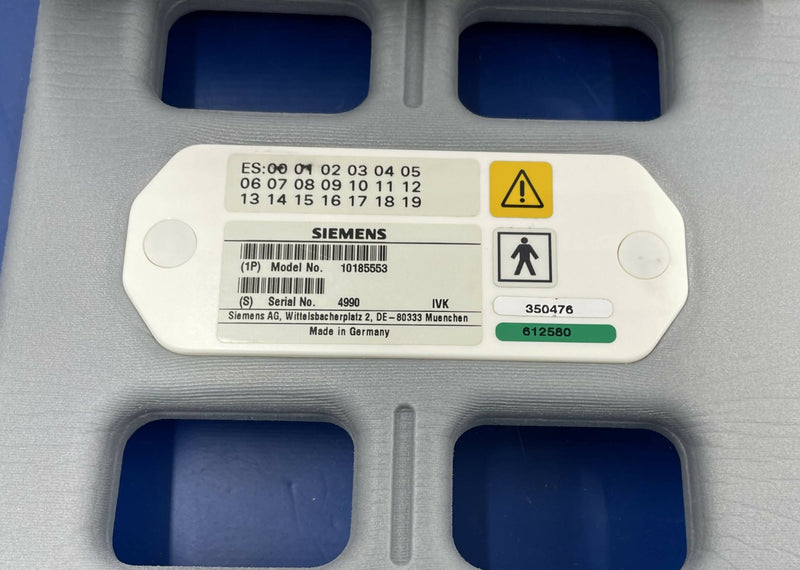 ES:00 01 02 03 04 05
06 07 08 09 10 11 12
13 14 15 16 17 18 19
SIEMENS
(1P) Model No. 10185553
(S) Serial No. 4990 IVK
Siemens AG, Wittelsbacherplatz 2, DE-80333 Muenchen
Made in Germany
350476
612580